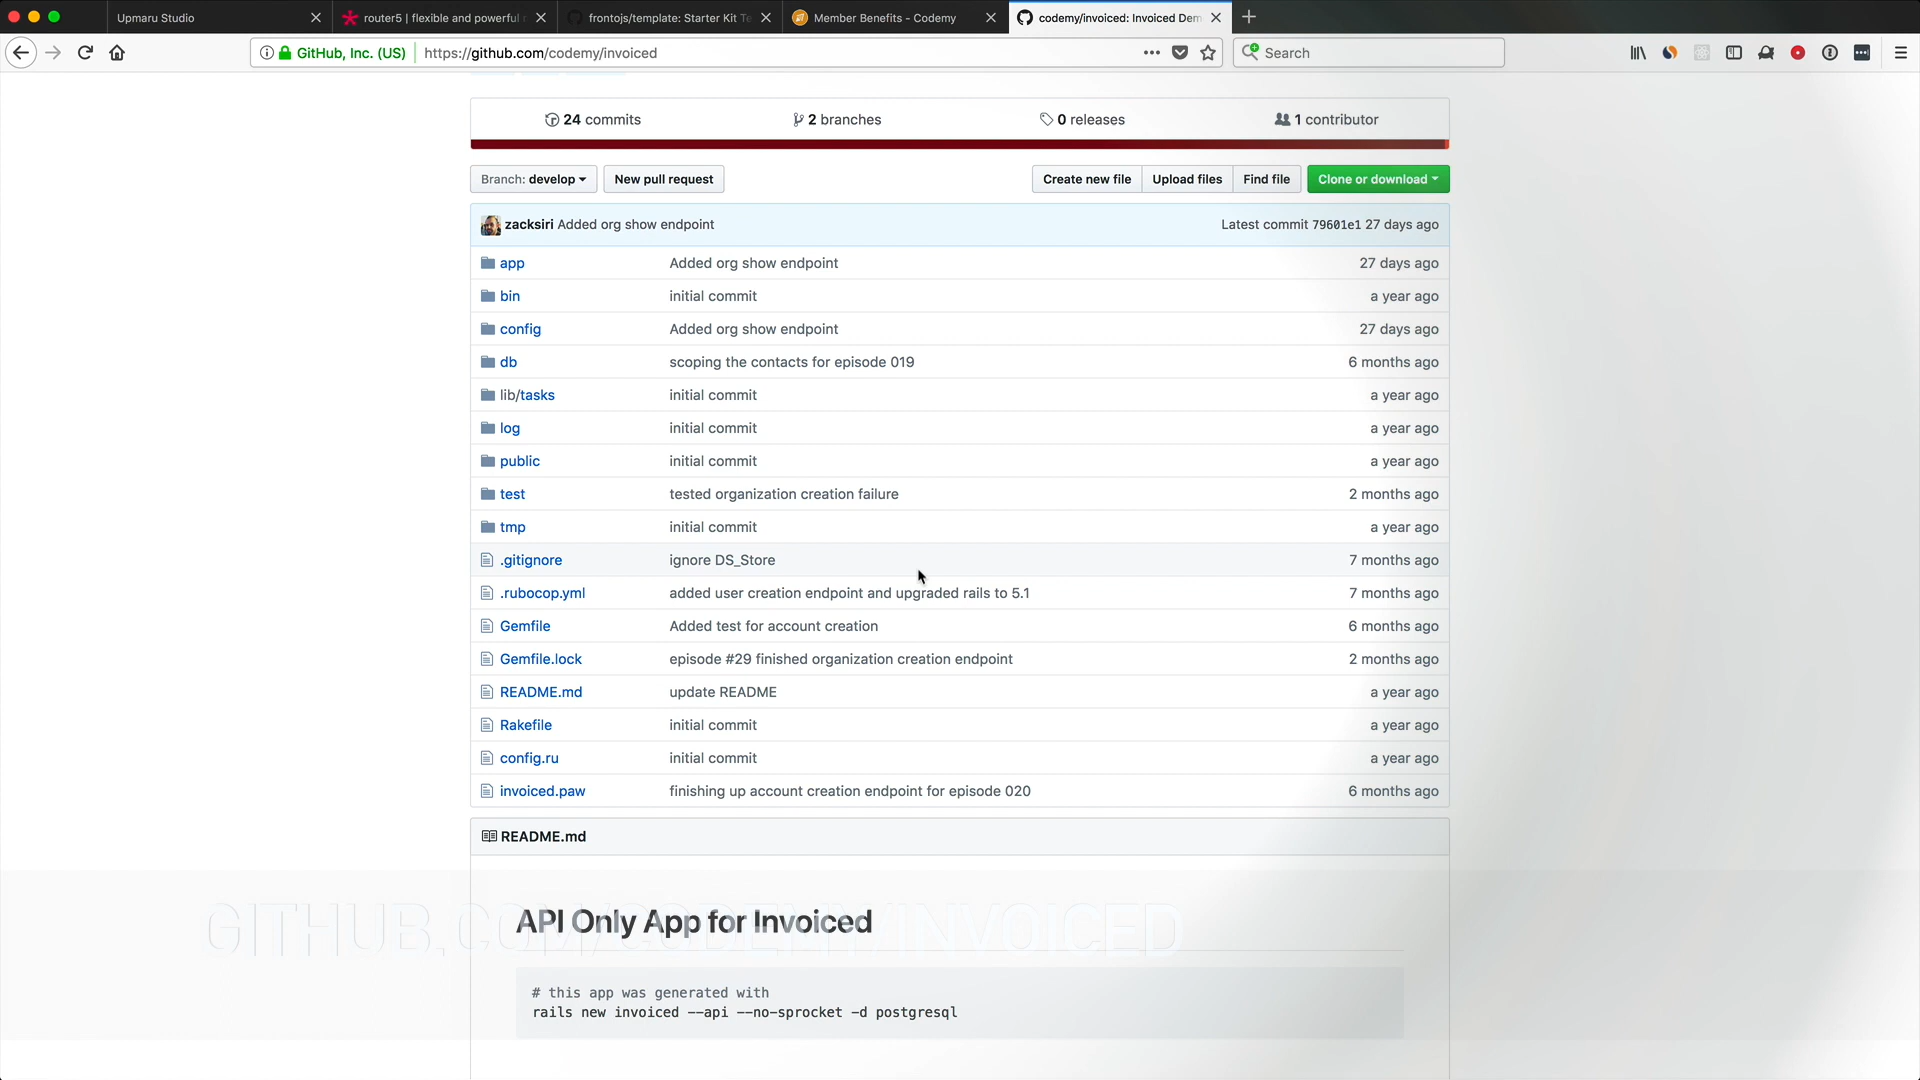 Upmaru Studio
router5 | flexible and powerful r
frontojs/template: Starter Kit Te
Member Benefits - Codemy
codemy/invoiced: Invoiced Dem
GitHub, Inc. (US)
https://github.com/codemy/invoiced
Search
24 commits
2 branches
0 releases
1 contributor
Branch: develop
New pull request
Create new file
Upload files
Find file
Clone or download
zacksiri Added org show endpoint
Latest commit 79601e1 27 days ago
app Added org show endpoint 27 days ago
bin initial commit a year ago
config Added org show endpoint 27 days ago
db scoping the contacts for episode 019 6 months ago
lib/tasks initial commit a year ago
log initial commit a year ago
public initial commit a year ago
test tested organization creation failure 2 months ago
tmp initial commit a year ago
.gitignore ignore DS_Store 7 months ago
.rubocop.yml added user creation endpoint and upgraded rails to 5.1 7 months ago
Gemfile Added test for account creation 6 months ago
Gemfile.lock episode #29 finished organization creation endpoint 2 months ago
README.md update README a year ago
Rakefile initial commit a year ago
config.ru initial commit a year ago
invoiced.paw finishing up account creation endpoint for episode 020 6 months ago
README.md
API Only App for Invoiced
GITHUB.COM/CODEMY/INVOICED
# this app was generated with
rails new invoiced --api --no-sprocket -d postgresql